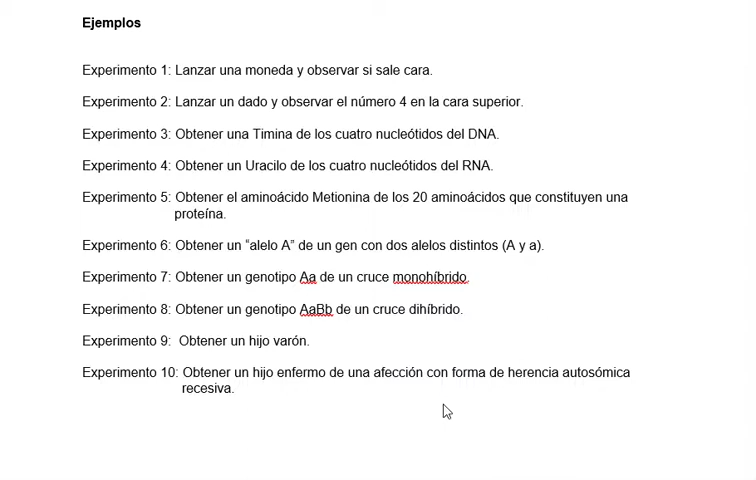 Ejemplos
Experimento 1: Lanzar una moneda y observar si sale cara.
Experimento 2: Lanzar un dado y observar el número 4 en la cara superior.
Experimento 3: Obtener una Timina de los cuatro nucleótidos del DNA.
Experimento 4: Obtener un Uracilo de los cuatro nucleótidos del RNA.
Experimento 5: Obtener el aminoácido Metionina de los 20 aminoácidos que constituyen una
proteína.
Experimento 6: Obtener un “alelo A” de un gen con dos alelos distintos (A y a).
Experimento 7: Obtener un genotipo Aa de un cruce monohíbrido.
Experimento 8: Obtener un genotipo AaBb de un cruce dihíbrido.
Experimento 9: Obtener un hijo varón.
Experimento 10: Obtener un hijo enfermo de una afección con forma de herencia autosómica
recesiva.